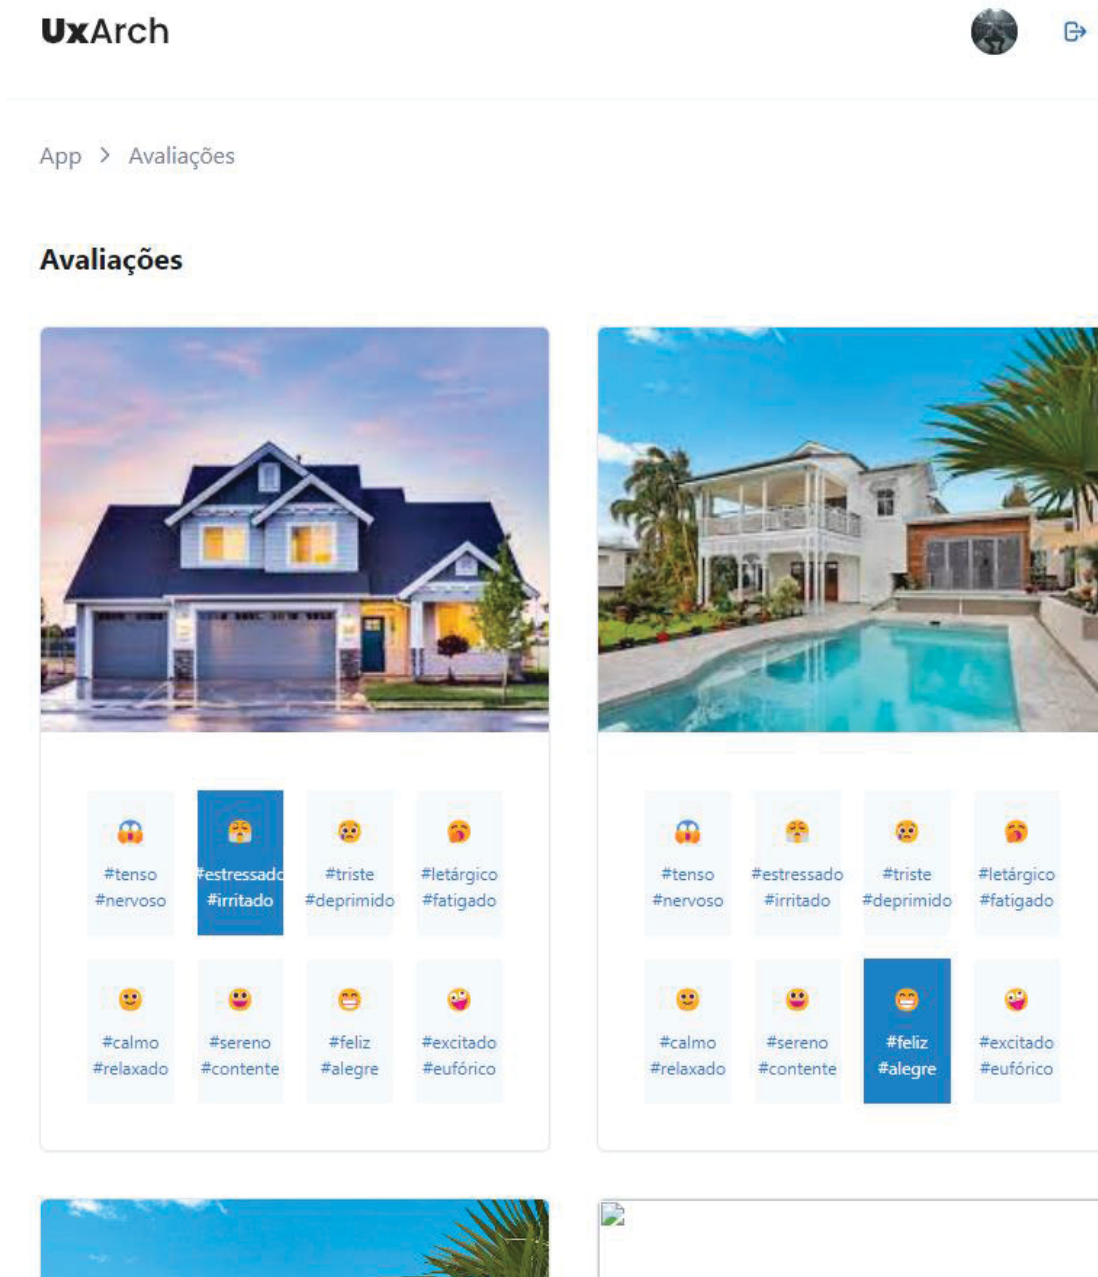 UxArch
App > Avaliações
Avaliações
#tenso
#nervoso
#estressado
#irritado
#triste
#deprimido
#letárgico
#fatigado
#calmo
#relaxado
#sereno
#contente
#feliz
#alegre
#excitado
#eufórico
#tenso
#nervoso
#estressado
#irritado
#triste
#deprimido
#letárgico
#fatigado
#calmo
#relaxado
#sereno
#contente
#feliz
#alegre
#excitado
#eufórico